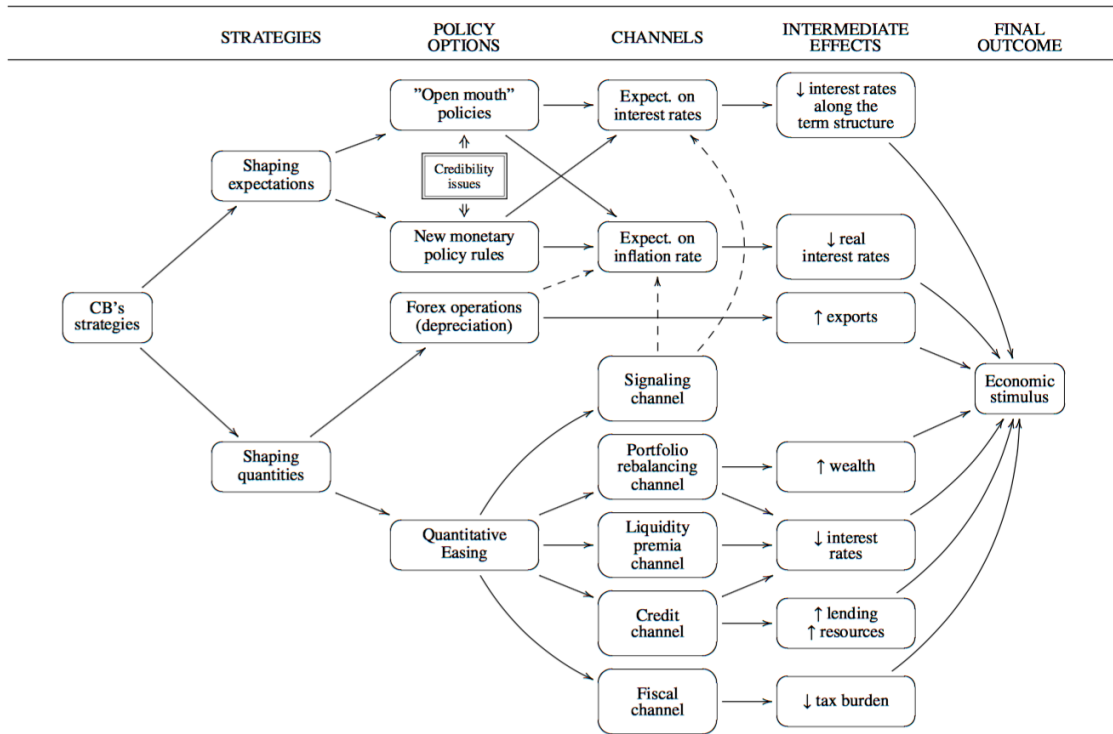 STRATEGIES
POLICY
OPTIONS
CHANNELS
INTERMEDIATE
EFFECTS
FINAL
OUTCOME
"Open mouth"
policies
Expect. on
interest rates
↓ interest rates
along the
term structure
Shaping
expectations
Credibility
issues
New monetary
policy rules
Expect. on
inflation rate
↓ real
interest rates
CB's
strategies
Forex operations
(depreciation)
↑ exports
Signaling
channel
Economic
stimulus
Shaping
quantities
Portfolio
rebalancing
channel
↑ wealth
Quantitative
Easing
Liquidity
premia
channel
↓ interest
rates
Credit
channel
↑ lending
↑ resources
Fiscal
channel
↓ tax burden